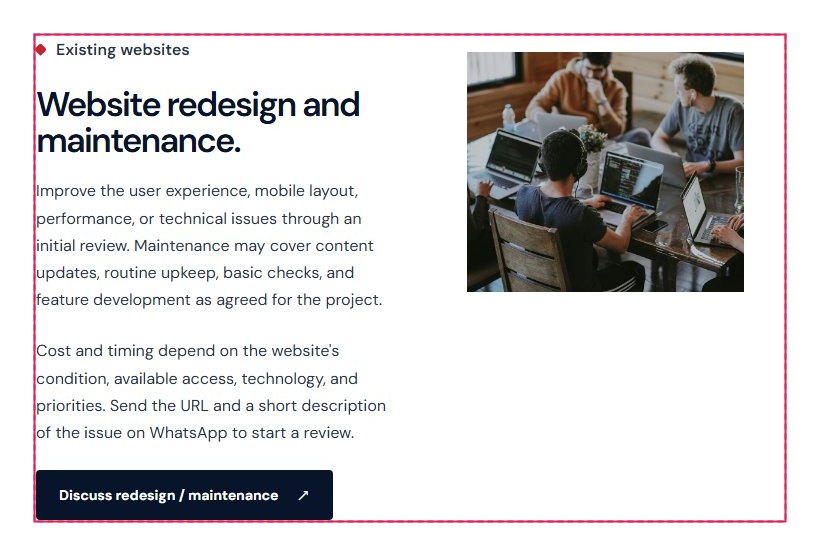 Existing websites
Website redesign and
maintenance.
Improve the user experience, mobile layout,
performance, or technical issues through an
initial review. Maintenance may cover content
updates, routine upkeep, basic checks, and
feature development as agreed for the project.
Cost and timing depend on the website's
condition, available access, technology, and
priorities. Send the URL and a short description
of the issue on WhatsApp to start a review.
Discuss redesign / maintenance ↗